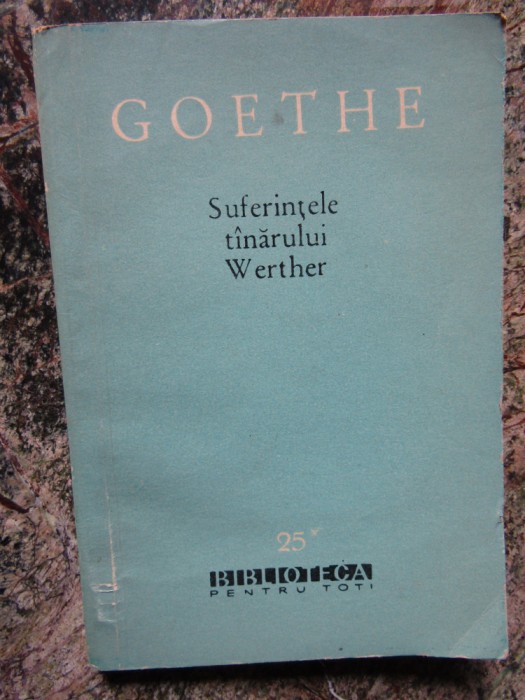 GOETHE
Suferințele
tînărului
Werther
25*
BIBLIOTECA
PENTRU TOȚI